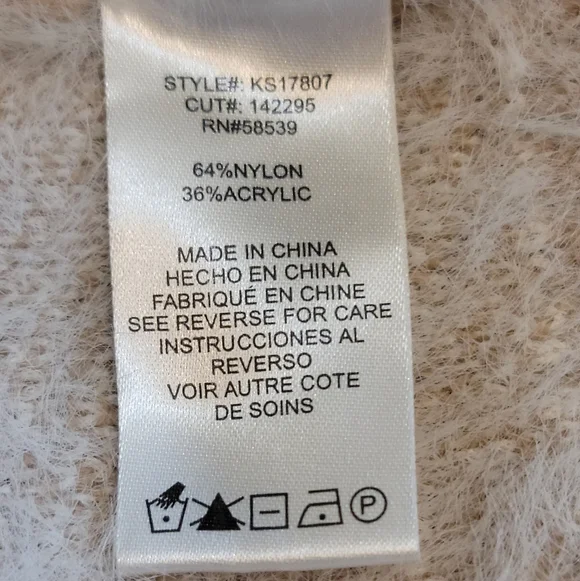 STYLE#: KS17807
CUT#: 142295
RN#58539
64%NYLON
36%ACRYLIC
MADE IN CHINA
HECHO EN CHINA
FABRIQUÉ EN CHINE
SEE REVERSE FOR CARE
INSTRUCCIONES AL
REVERSO
VOIR AUTRE COTE
DE SOINS
P